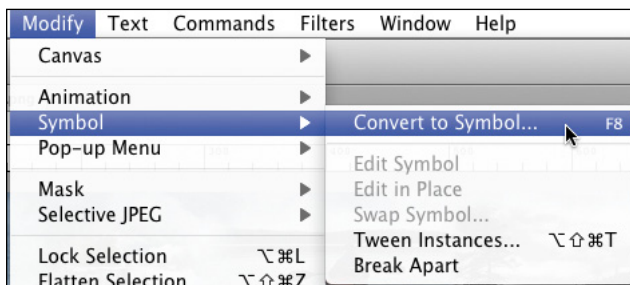 Modify Text Commands Filters Window Help
Canvas
Animation
Symbol
Pop-up Menu
Mask
Selective JPEG
Lock Selection ⌥⌘L
Flatten Selection ⌥⇧⌘Z
Convert to Symbol... F8
Edit Symbol
Edit in Place
Swap Symbol...
Tween Instances... ⌥⇧⌘T
Break Apart